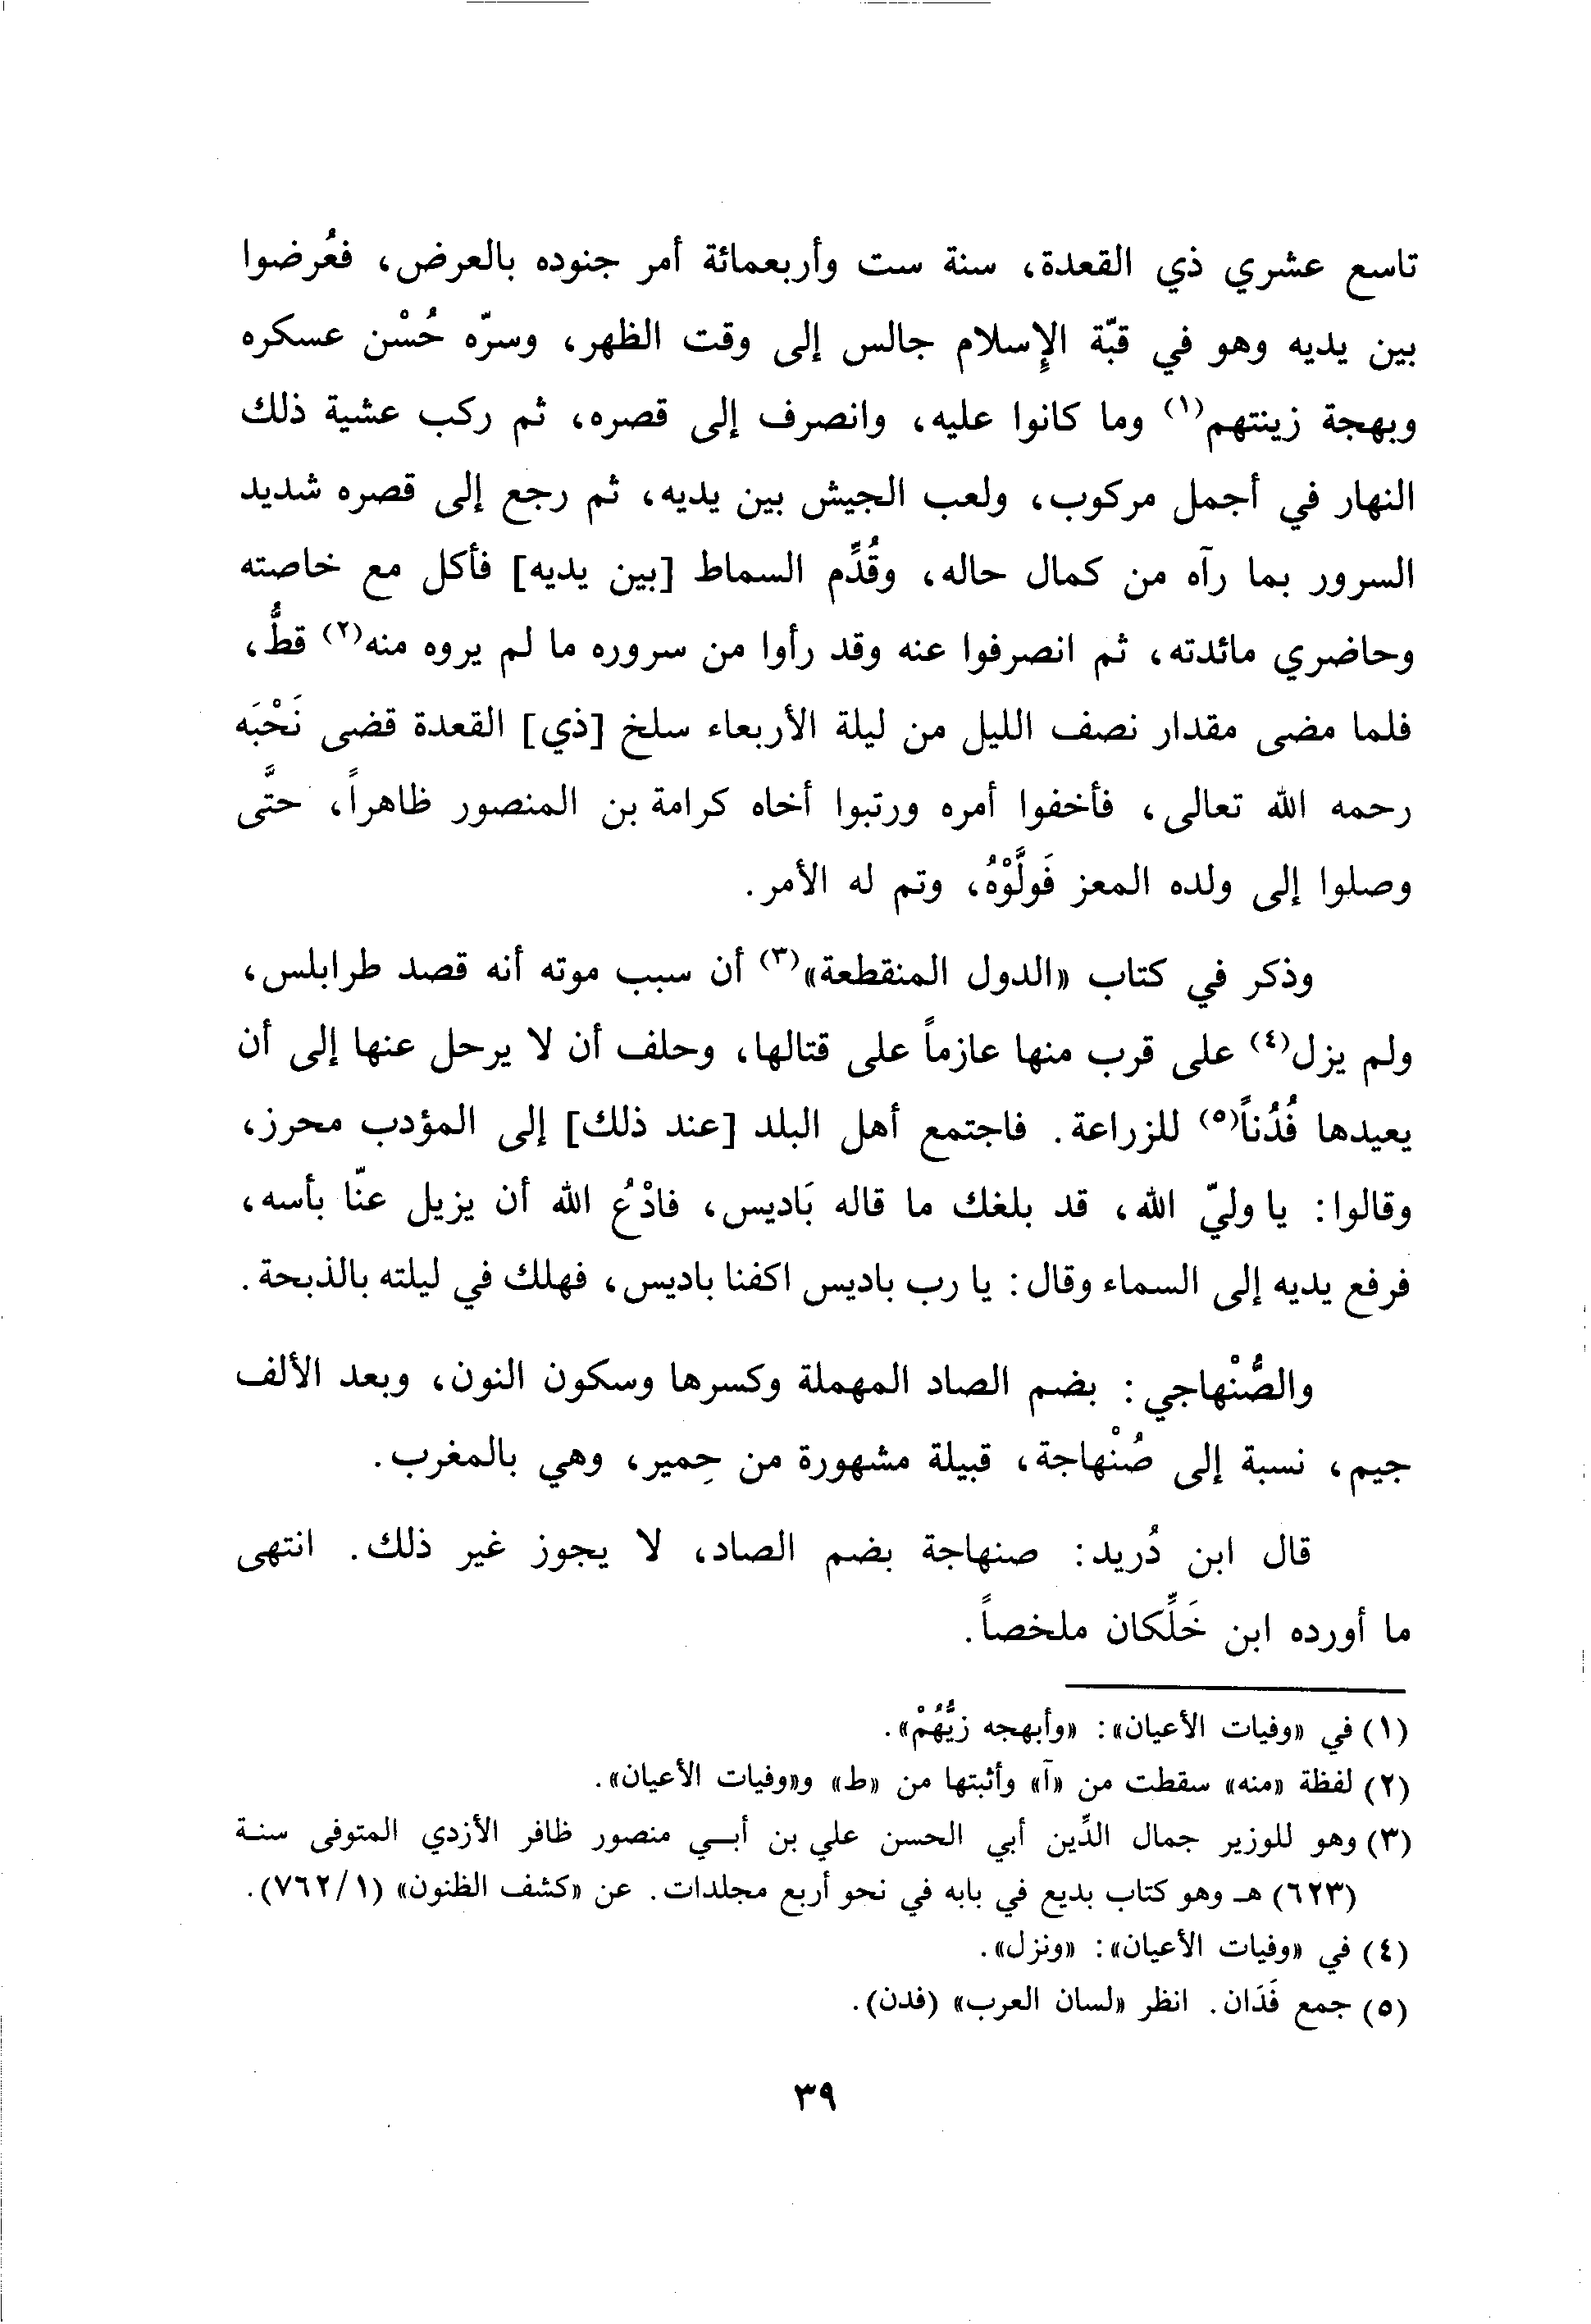 تاسع عشري ذي القعدة، سنة ست وأربعمائة أمر جنوده بالعرض، فعُرضوا
بين يديه وهو في قبّة الإِسلام جالس إلى وقت الظهر، وسرّه حُسْن عسكره
وبهجة زينتهم(١) وما كانوا عليه، وانصرف إلى قصره، ثم ركب عشية ذلك
النهار في أجمل مركوب، ولعب الجيش بين يديه، ثم رجع إلى قصره شديد
السرور بما رآه من كمال حاله، وقُدِّم السماط [بين يديه] فأكل مع خاصته
وحاضري مائدته، ثم انصرفوا عنه وقد رأوا من سروره ما لم يروه منه(٢) قطُّ،
فلما مضى مقدار نصف الليل من ليلة الأربعاء سلخ [ذي] القعدة قضى نَحْبَه
رحمه الله تعالى، فأخفوا أمره ورتبوا أخاه كرامة بن المنصور ظاهراً، حتَّى
وصلوا إلى ولده المعز فَولَّوْهُ، وتم له الأمر.
وذكر في كتاب «الدول المنقطعة»(٣) أن سبب موته أنه قصد طرابلس،
ولم يزل(٤) على قرب منها عازماً على قتالها، وحلف أن لا يرحل عنها إلى أن
يعيدها فُدُناً(٥) للزراعة. فاجتمع أهل البلد [عند ذلك] إلى المؤدب محرز،
وقالوا: يا وليّ الله، قد بلغك ما قاله بَاديس، فادْعُ الله أن يزيل عنّا بأسه،
فرفع يديه إلى السماء وقال: يا رب باديس اكفنا باديس، فهلك في ليلته بالذبحة.
والصُّنْهاجي: بضم الصاد المهملة وكسرها وسكون النون، وبعد الألف
جيم، نسبة إلى صُنْهاجة، قبيلة مشهورة من حِمير، وهي بالمغرب.
قال ابن دُريد: صنهاجة بضم الصاد، لا يجوز غير ذلك. انتهى
ما أورده ابن خَلِّكان ملخصاً.
(١) في «وفيات الأعيان»: «وأبهجه زيُّهُمْ».
(٢) لفظة «منه» سقطت من «آ» وأثبتها من «ط» و«وفيات الأعيان».
(٣) وهو للوزير جمال الدِّين أبي الحسن علي بن أبي منصور ظافر الأزدي المتوفى سنة
(٦٢٣) هـ وهو كتاب بديع في بابه في نحو أربع مجلدات. عن «كشف الظنون» (١/ ٧٦٢).
(٤) في «وفيات الأعيان»: «ونزل».
(٥) جمع فَدَان. انظر «لسان العرب» (فدن).
٣٩